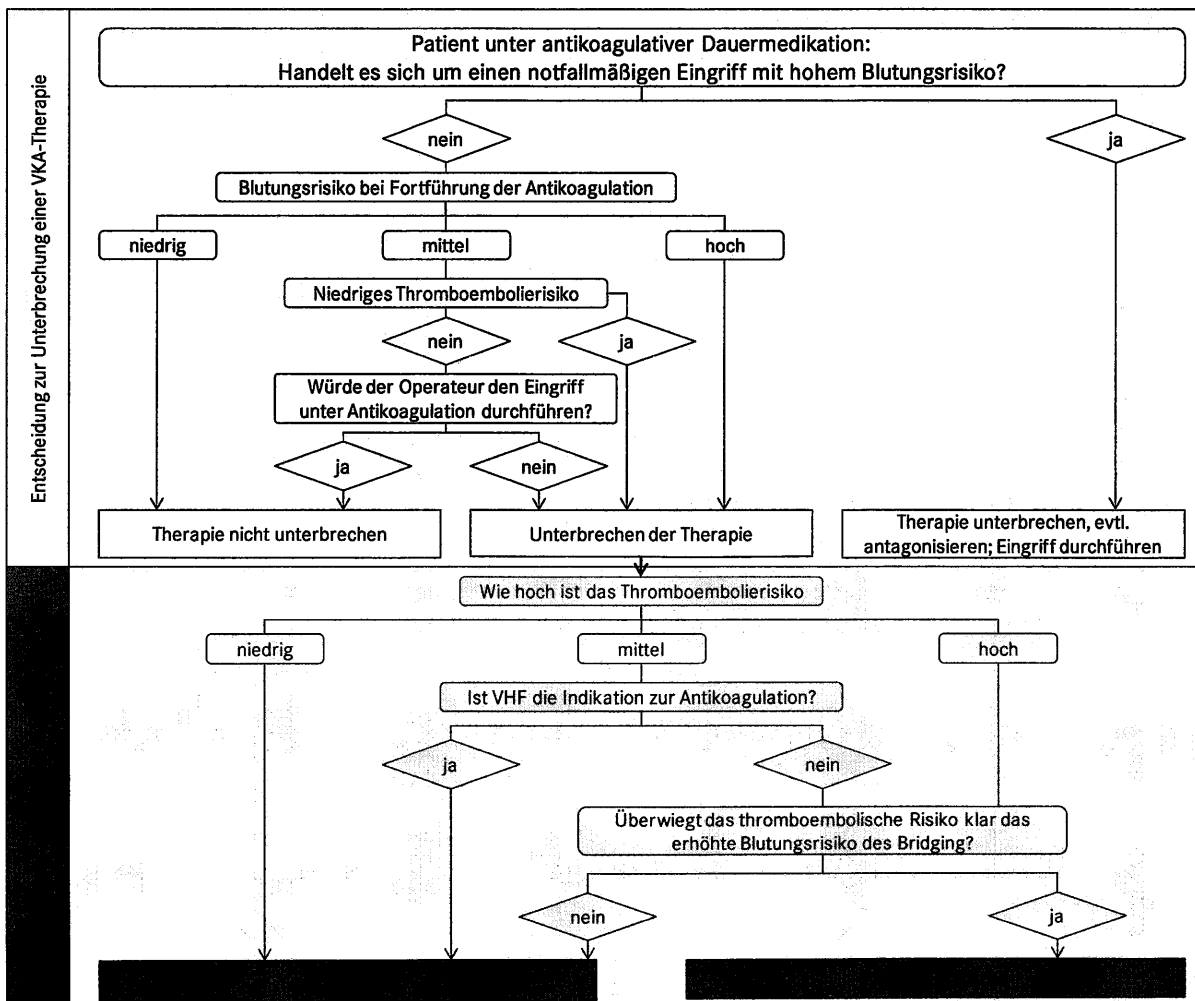 Entscheidung zur Unterbrechung einer VKA-Therapie
Patient unter antikoagulativer Dauermedikation:
Handelt es sich um einen notfallmäßigen Eingriff mit hohem Blutungsrisiko?
nein
ja
Blutungsrisiko bei Fortführung der Antikoagulation
niedrig
mittel
hoch
Niedriges Thromboembolierisiko
nein
ja
Würde der Operateur den Eingriff
unter Antikoagulation durchführen?
ja
nein
Therapie nicht unterbrechen
Unterbrechen der Therapie
Therapie unterbrechen, evtl.
antagonisieren; Eingriff durchführen
Wie hoch ist das Thromboembolierisiko
niedrig
mittel
hoch
Ist VHF die Indikation zur Antikoagulation?
ja
nein
Überwiegt das thromboembolische Risiko klar das
erhöhte Blutungsrisiko des Bridging?
nein
ja